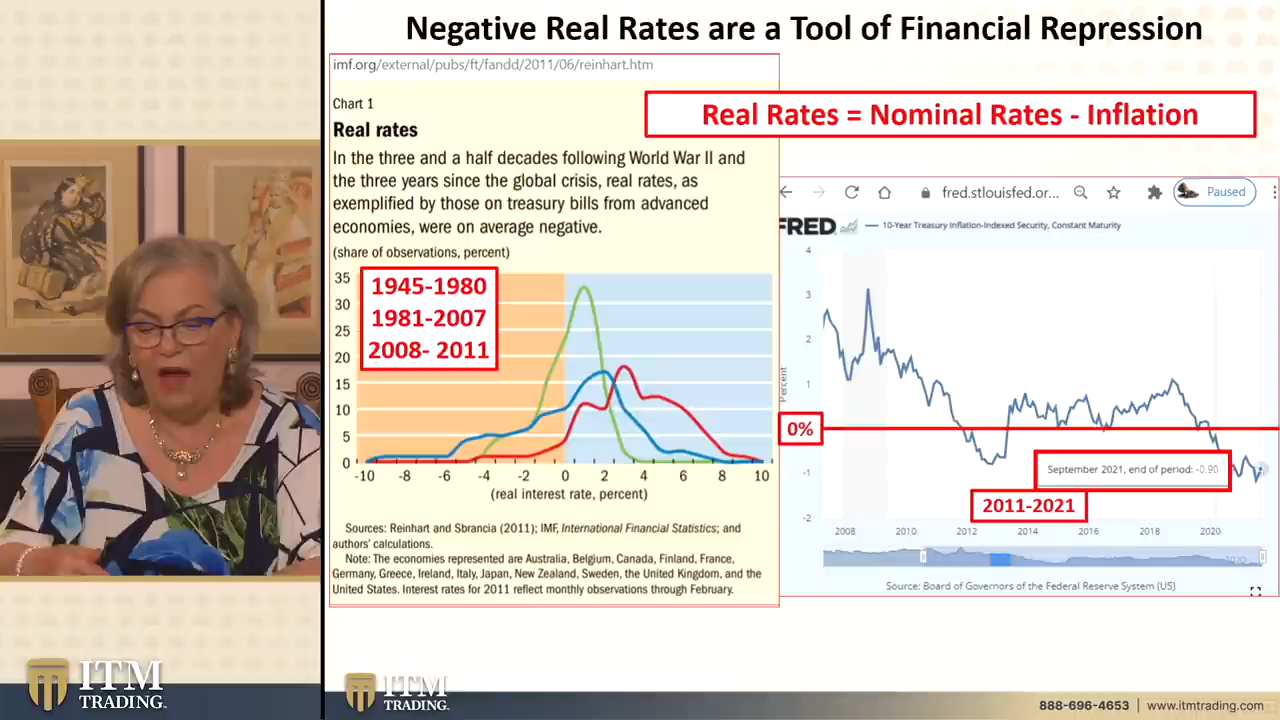 Negative Real Rates are a Tool of Financial Repression
imf.org/external/pubs/ft/fandd/2011/06/reinhart.htm
Real Rates = Nominal Rates - Inflation
Chart 1
Real rates
In the three and a half decades following World War II and
the three years since the global crisis, real rates, as
exemplified by those on treasury bills from advanced
economies, were on average negative.
(share of observations, percent)
35
30
25
20
15
10
5
0
1945-1980
1981-2007
2008- 2011
-10 -8 -6 -4 -2 0 2 4 6 8 10
(real interest rate, percent)
Sources: Reinhart and Sbrancia (2011); IMF, International Financial Statistics; and
authors' calculations.
Note: The economies represented are Australia, Belgium, Canada, Finland, France,
Germany, Greece, Ireland, Italy, Japan, New Zealand, Sweden, the United Kingdom, and the
United States. Interest rates for 2011 reflect monthly observations through February.
fred.stlouisfed.or...
Paused
FRED
10-Year Treasury Inflation-Indexed Security, Constant Maturity
4
3
2
1
0%
-1
-2
Percent
September 2021, end of period: -0.90
2011-2021
2008 2010 2012 2014 2016 2018 2020
Source: Board of Governors of the Federal Reserve System (US)
ITM
TRADING.
ITM
TRADING.
888-696-4653 | www.itmtrading.com